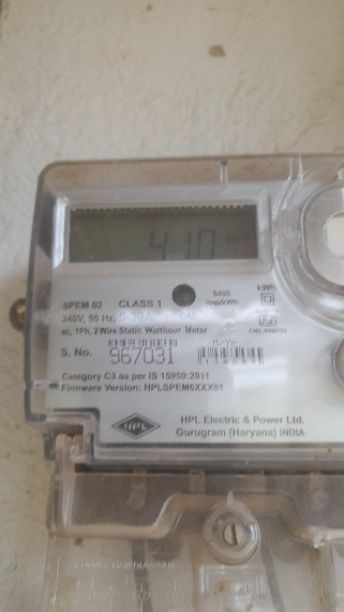 4.10
SPEM 02 CLASS 1 6400 kWh
imp/kWh
240V, 50 Hz,
ac, 1Ph, 2 Wire Static Watthour Meter
S. No. 967031
Category C3 as per IS 15959:2011
Firmware Version: HPLSPEM6XXX01
HPL
HPL Electric & Power Ltd.
Gurugram (Haryana) INDIA